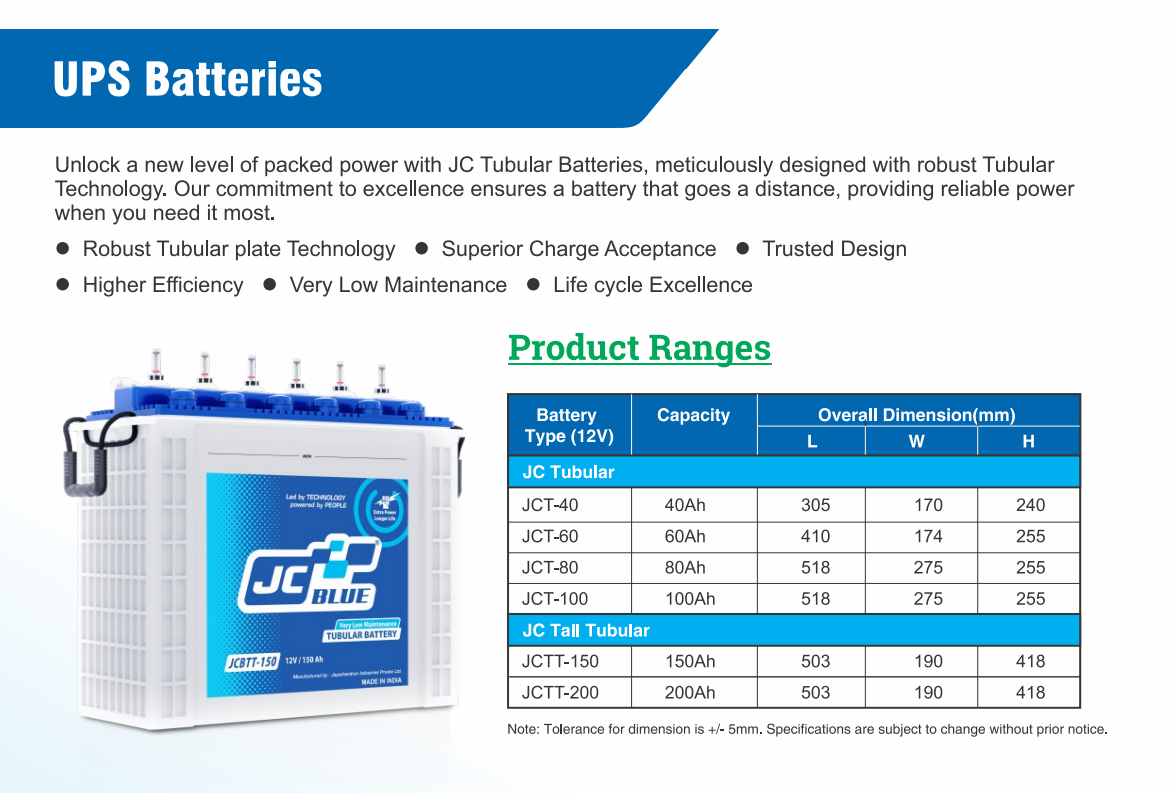 UPS Batteries
Unlock a new level of packed power with JC Tubular Batteries, meticulously designed with robust Tubular
Technology. Our commitment to excellence ensures a battery that goes a distance, providing reliable power
when you need it most.
● Robust Tubular plate Technology ● Superior Charge Acceptance ● Trusted Design
● Higher Efficiency ● Very Low Maintenance ● Life cycle Excellence
Led by TECHNOLOGY
powered by PEOPLE
Extra Power
Longer Life
JC
BLUE
Very Low Maintenance
TUBULAR BATTERY
JCBTT-150 12V / 150 Ah
Manufactured by : Jayachandran Industries Private Ltd.
MADE IN INDIA
Product Ranges
Battery Capacity Overall Dimension(mm)
Type (12V) L W H
JC Tubular
JCT-40 40Ah 305 170 240
JCT-60 60Ah 410 174 255
JCT-80 80Ah 518 275 255
JCT-100 100Ah 518 275 255
JC Tall Tubular
JCTT-150 150Ah 503 190 418
JCTT-200 200Ah 503 190 418
Note: Tolerance for dimension is +/- 5mm. Specifications are subject to change without prior notice.